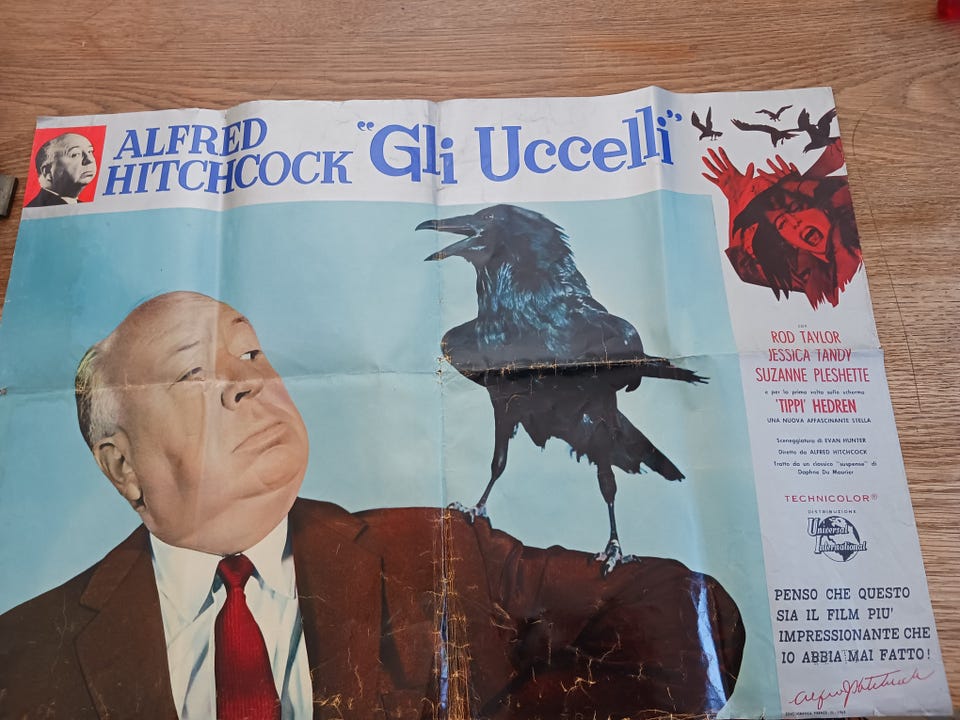 ALFRED
HITCHCOCK
"Gli Uccelli"
con
ROD TAYLOR
JESSICA TANDY
SUZANNE PLESHETTE
e per la prima volta sullo schermo
'TIPPI' HEDREN
UNA NUOVA AFFASCINANTE STELLA
Sceneggiatura di EVAN HUNTER
Diretto da ALFRED HITCHCOCK
Tratto da un classico "suspense" di
Daphne Du Maurier
TECHNICOLOR®
DISTRIBUZIONE
Universal
International
PENSO CHE QUESTO
SIA IL FILM PIU'
IMPRESSIONANTE CHE
IO ABBIA MAI FATTO!
Alfred Hitchcock